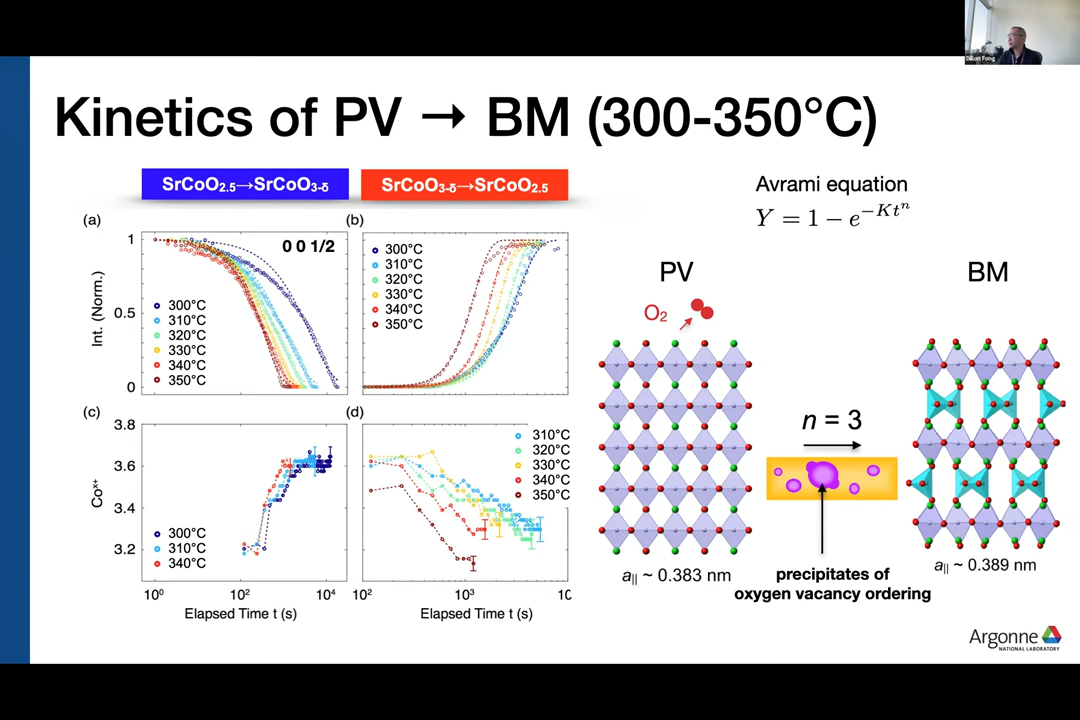 Dillon Fong
Kinetics of PV → BM (300-350°C)
SrCoO2.5→SrCoO3-δ
SrCoO3-δ→SrCoO2.5
Avrami equation
Y = 1 − e^{−Kt^n}
(a)
0 0 1/2
Int. (Norm.)
1
0.5
0
300°C
310°C
320°C
330°C
340°C
350°C
(b)
300°C
310°C
320°C
330°C
340°C
350°C
(c)
Co^{x+}
3.8
3.6
3.4
3.2
300°C
310°C
340°C
10^0
10^2
10^4
Elapsed Time t (s)
(d)
310°C
320°C
330°C
340°C
350°C
10^2
10^3
Elapsed Time t (s)
PV
O2
a|| ~ 0.383 nm
n = 3
precipitates of
oxygen vacancy ordering
BM
a|| ~ 0.389 nm
Argonne
NATIONAL LABORATORY